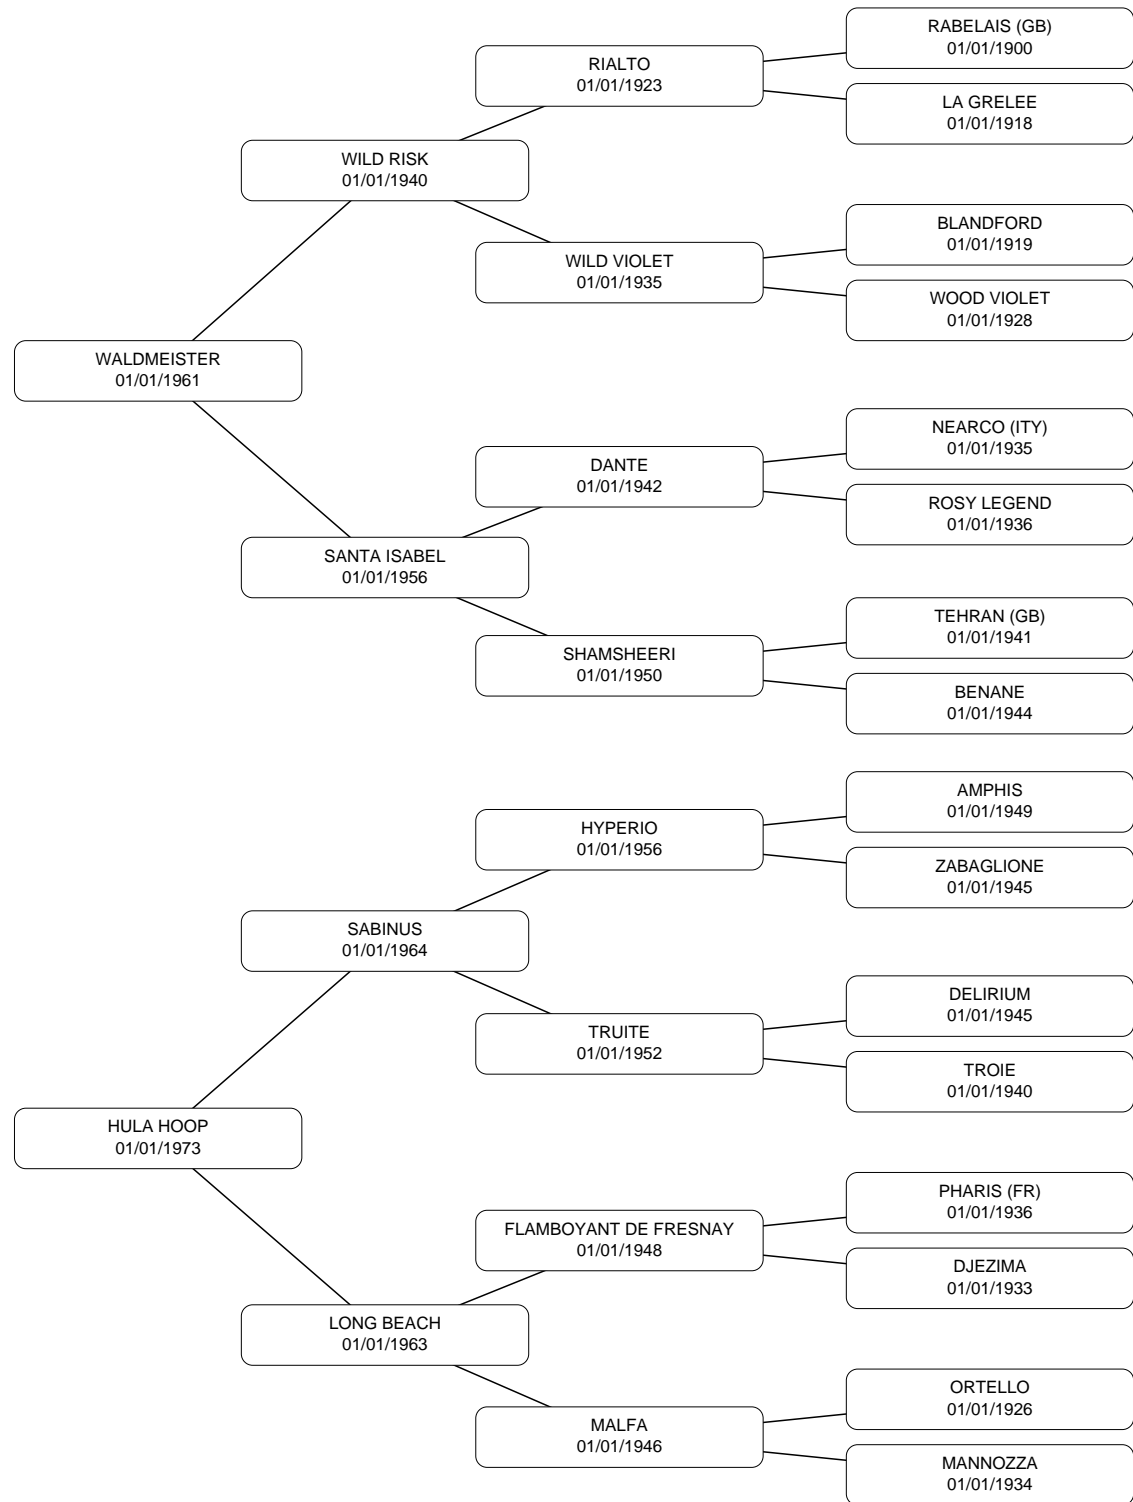 RABELAIS (GB)
01/01/1900
RIALTO
01/01/1923
LA GRELEE
01/01/1918
WILD RISK
01/01/1940
BLANDFORD
01/01/1919
WILD VIOLET
01/01/1935
WOOD VIOLET
01/01/1928
WALDMEISTER
01/01/1961
NEARCO (ITY)
01/01/1935
DANTE
01/01/1942
ROSY LEGEND
01/01/1936
SANTA ISABEL
01/01/1956
TEHRAN (GB)
01/01/1941
SHAMSHEERI
01/01/1950
BENANE
01/01/1944
AMPHIS
01/01/1949
HYPERIO
01/01/1956
ZABAGLIONE
01/01/1945
SABINUS
01/01/1964
DELIRIUM
01/01/1945
TRUITE
01/01/1952
TROIE
01/01/1940
HULA HOOP
01/01/1973
PHARIS (FR)
01/01/1936
FLAMBOYANT DE FRESNAY
01/01/1948
DJEZIMA
01/01/1933
LONG BEACH
01/01/1963
ORTELLO
01/01/1926
MALFA
01/01/1946
MANNOZZA
01/01/1934